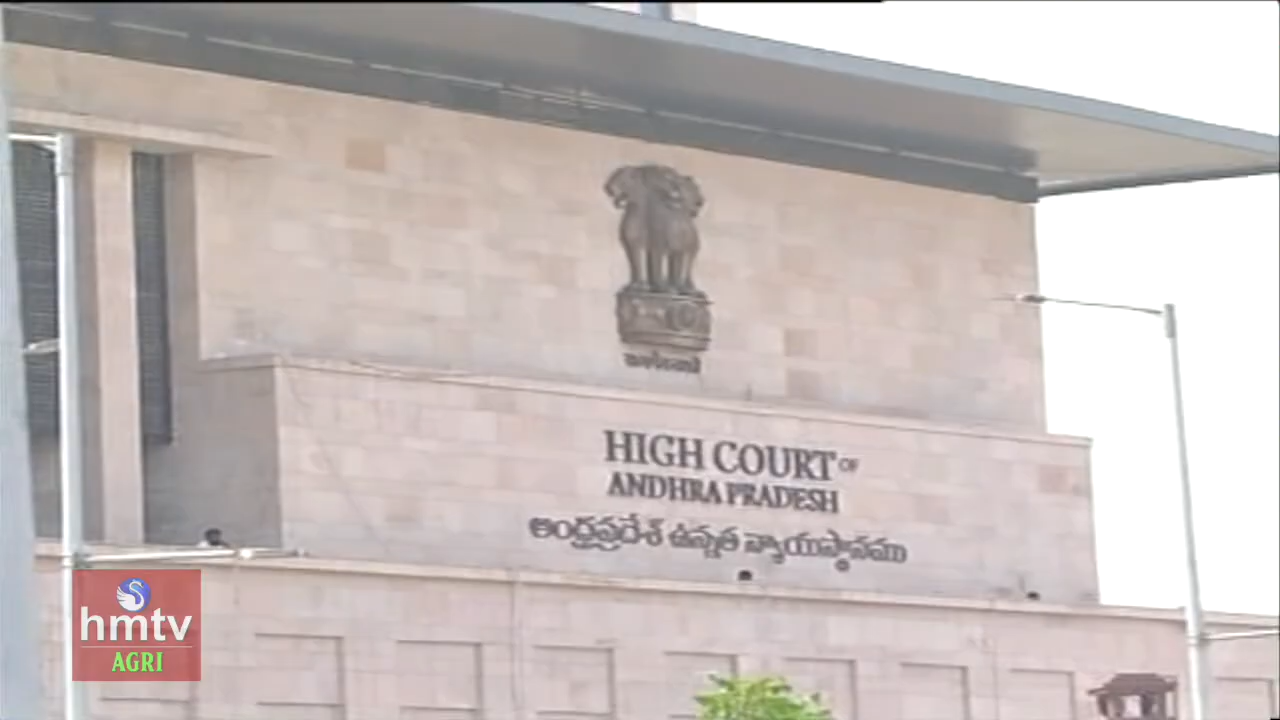 HIGH COURT OF
ANDHRA PRADESH
ఆంధ్రప్రదేశ్ ఉన్నత న్యాయస్థానము
hmtv
AGRI